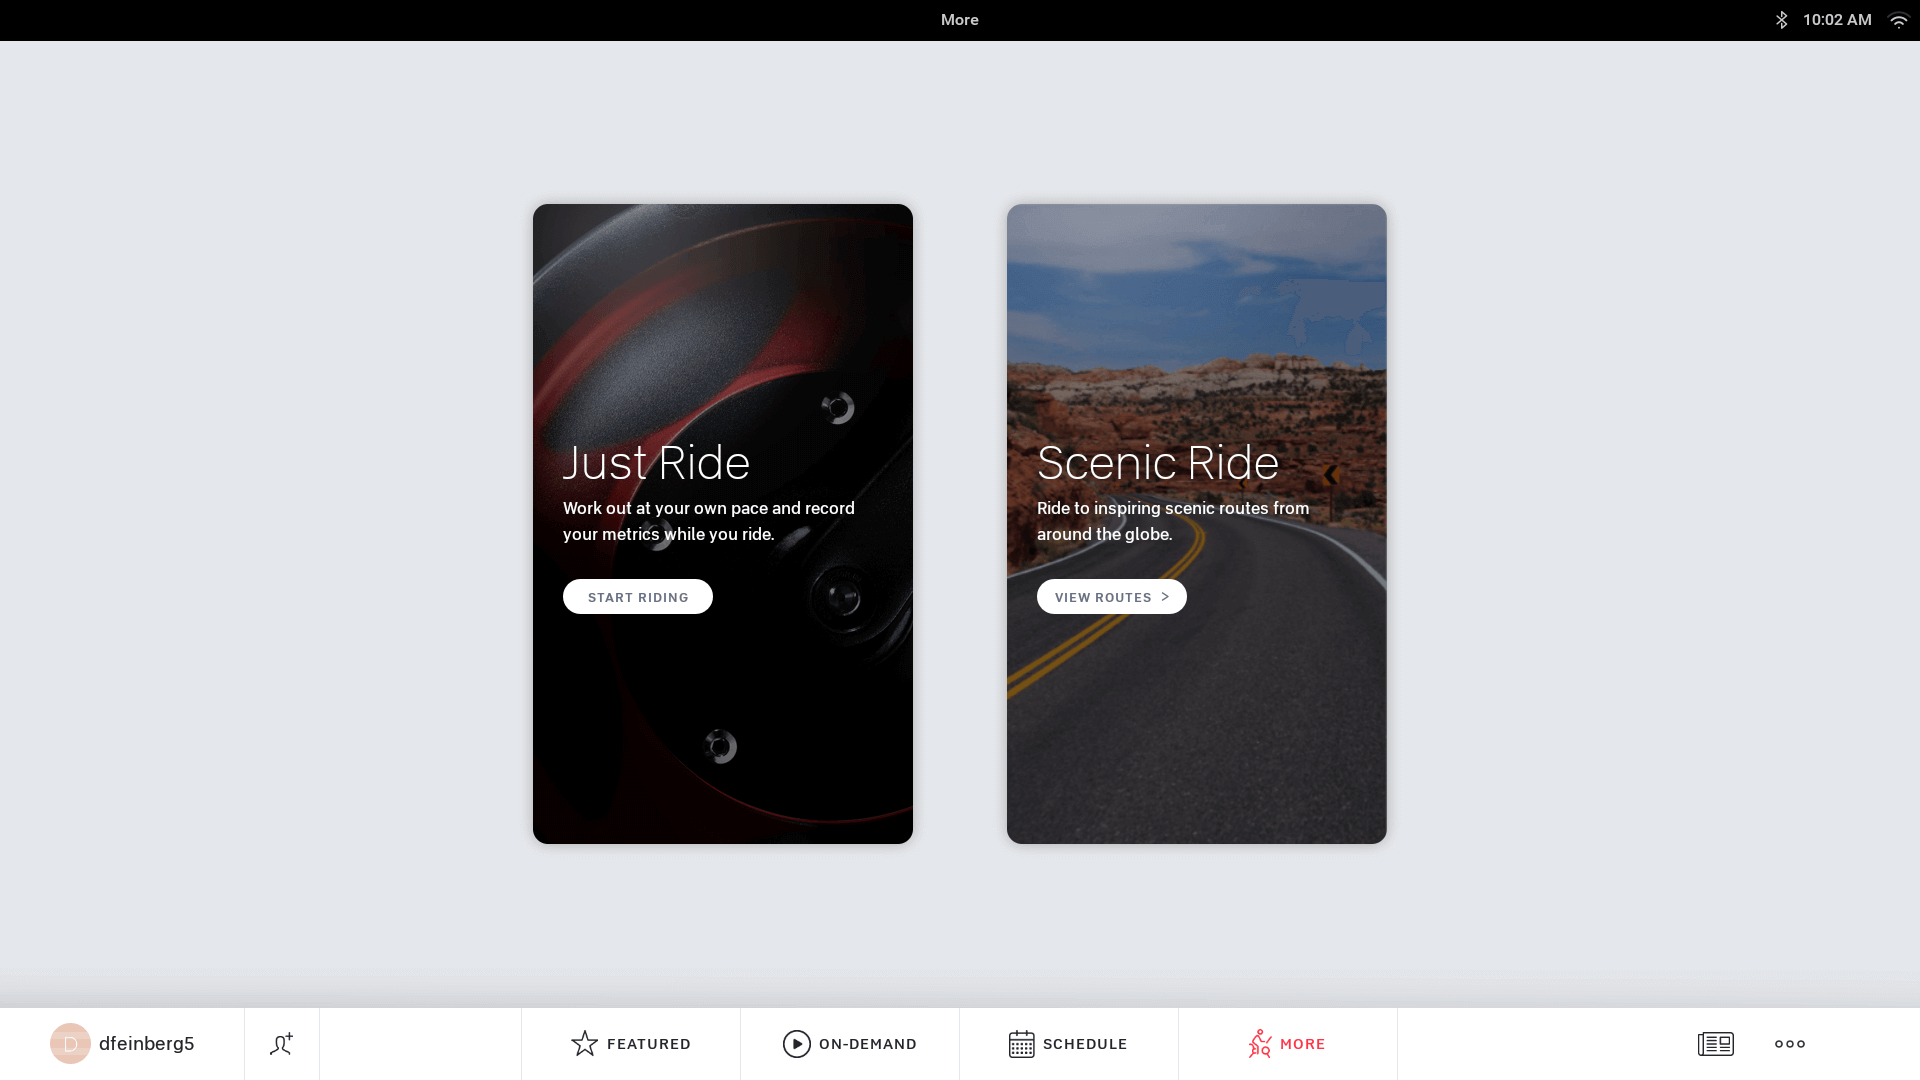 More
10:02 AM
Just Ride
Work out at your own pace and record
your metrics while you ride.
START RIDING
Scenic Ride
Ride to inspiring scenic routes from
around the globe.
VIEW ROUTES >
D
dfeinberg5
FEATURED
ON-DEMAND
SCHEDULE
MORE